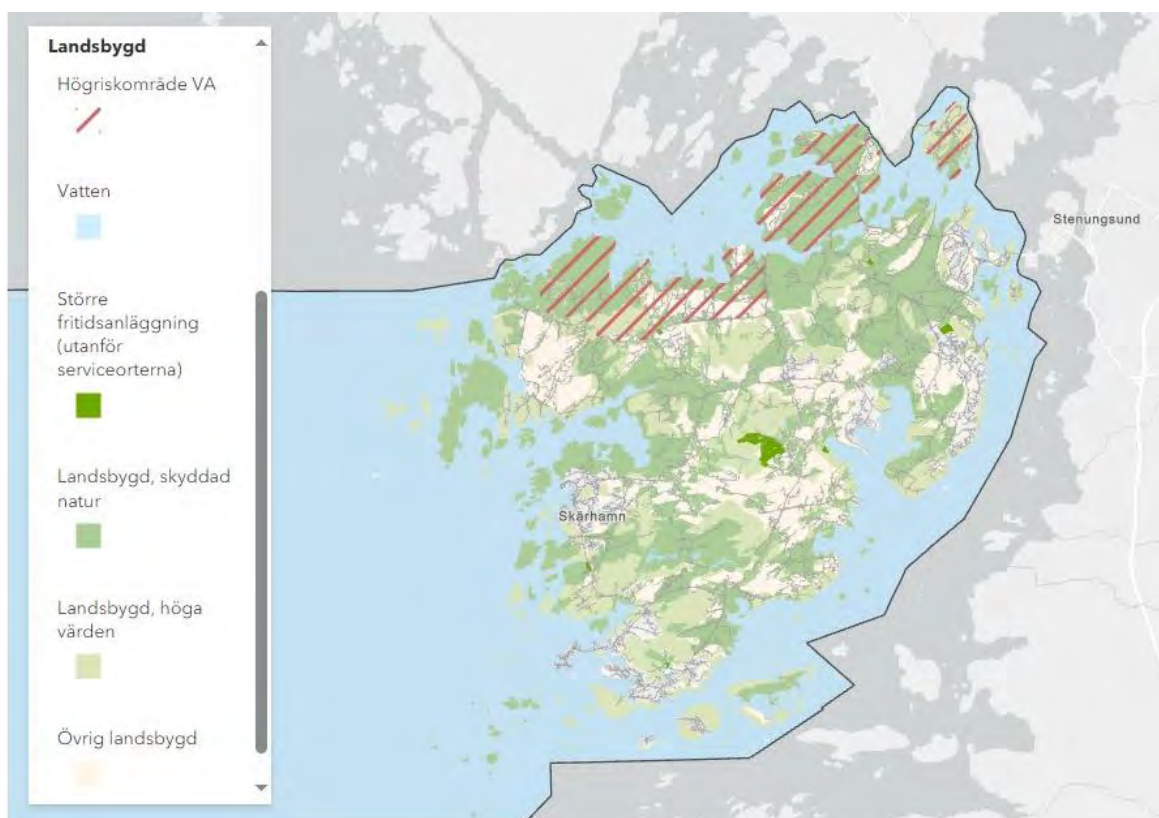 Landsbygd
Högriskområde VA
Vatten
Större
fritidsanläggning
(utanför
serviceorterna)
Landsbygd, skyddad
natur
Landsbygd, höga
värden
Övrig landsbygd
Stenungsund
Skärhamn